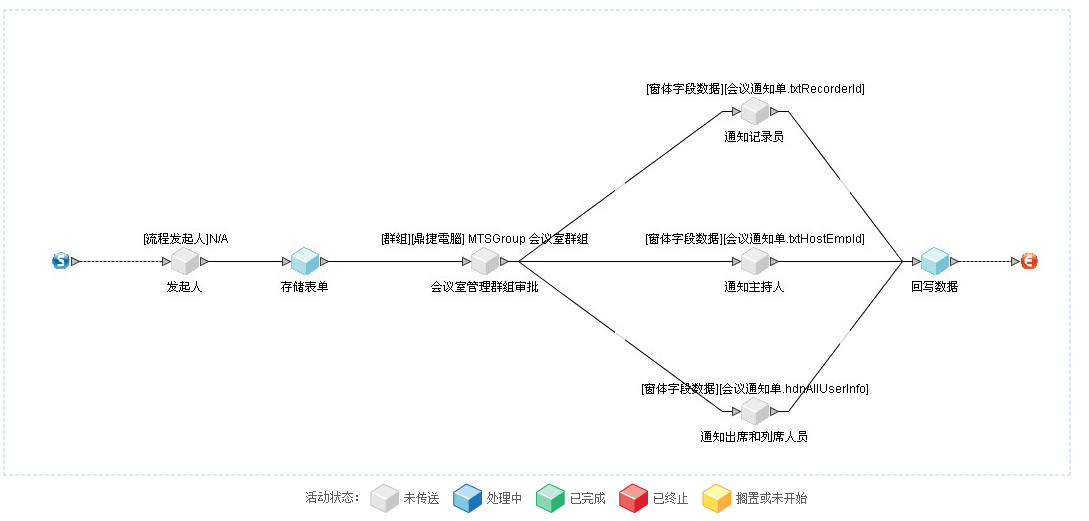 [窗体字段数据][会议通知单.txtRecorderId]
通知记录员
[流程发起人]N/A
[群组][鼎捷電腦] MTSGroup 会议室群组
[窗体字段数据][会议通知单.txtHostEmpId]
S
E
发起人
存储表单
会议室管理群组审批
通知主持人
回写数据
[窗体字段数据][会议通知单.hdnAllUserInfo]
通知出席和列席人员
活动状态： 未传送 处理中 已完成 已终止 搁置或未开始